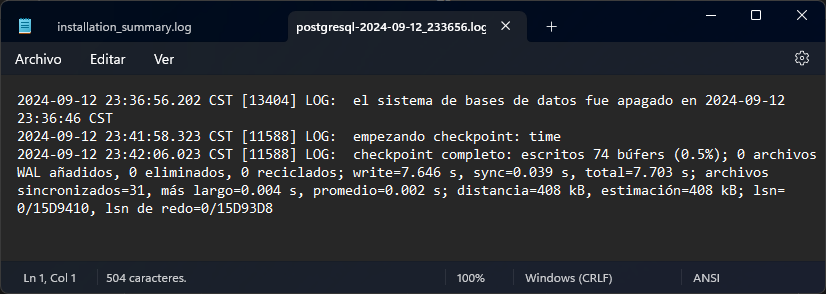 installation_summary.log
postgresql-2024-09-12_233656.log
Archivo Editar Ver
2024-09-12 23:36:56.202 CST [13404] LOG:  el sistema de bases de datos fue apagado en 2024-09-12
23:36:46 CST
2024-09-12 23:41:58.323 CST [11588] LOG:  empezando checkpoint: time
2024-09-12 23:42:06.023 CST [11588] LOG:  checkpoint completo: escritos 74 búfers (0.5%); 0 archivos
WAL añadidos, 0 eliminados, 0 reciclados; write=7.646 s, sync=0.039 s, total=7.703 s; archivos
sincronizados=31, más largo=0.004 s, promedio=0.002 s; distancia=408 kB, estimación=408 kB; lsn=
0/15D9410, lsn de redo=0/15D93D8
Ln 1, Col 1 504 caracteres. 100% Windows (CRLF) ANSI